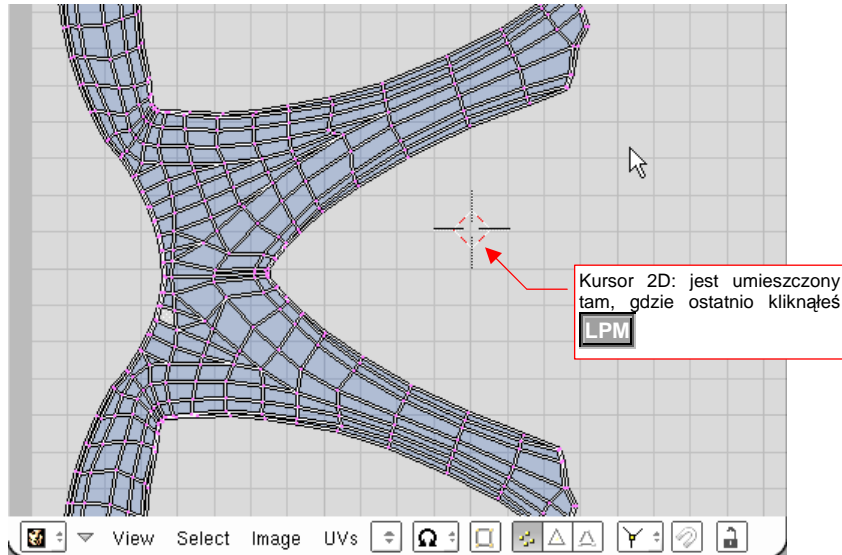 Kursor 2D: jest umieszczony
tam, gdzie ostatnio kliknąłeś
LPM
View Select Image UVs